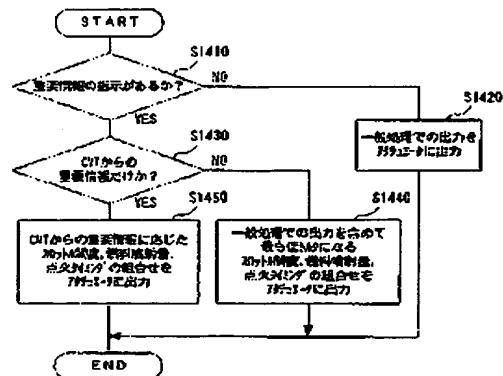 START
S1410
重要情報の指示があるか?
NO
YES
S1420
一般処理での出力を
アクチュエータに出力
S1430
CVTからの
重要情報だけか?
NO
YES
S1450
CVTからの重要情報に応じた
スロットル開度、燃料噴射量、
点火タイミングの組合せを
アクチュエータに出力
S1440
一般処理での出力を含めて
最も
になる
スロットル開度、燃料噴射量、
点火タイミングの組合せを
アクチュエータに出力
END